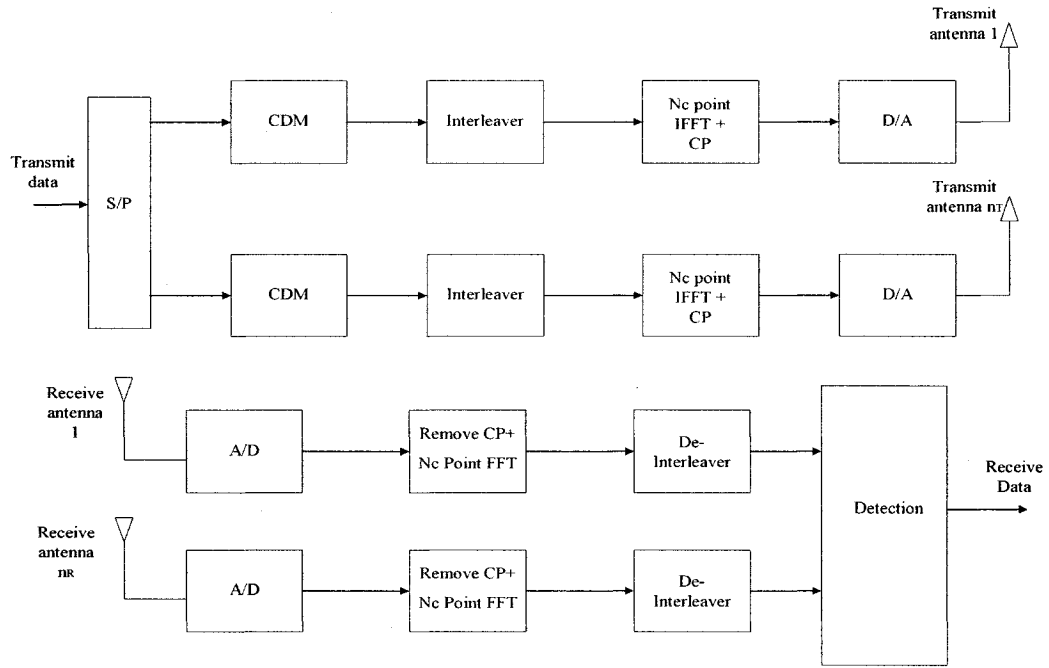 Transmit
antenna 1
CDM
Interleaver
Nc point
IFFT +
CP
D/A
Transmit
data
S/P
Transmit
antenna nT
CDM
Interleaver
Nc point
IFFT +
CP
D/A
Receive
antenna
1
A/D
Remove CP+
Nc Point FFT
De-
Interleaver
Receive
Data
Detection
Receive
antenna
nR
A/D
Remove CP+
Nc Point FFT
De-
Interleaver